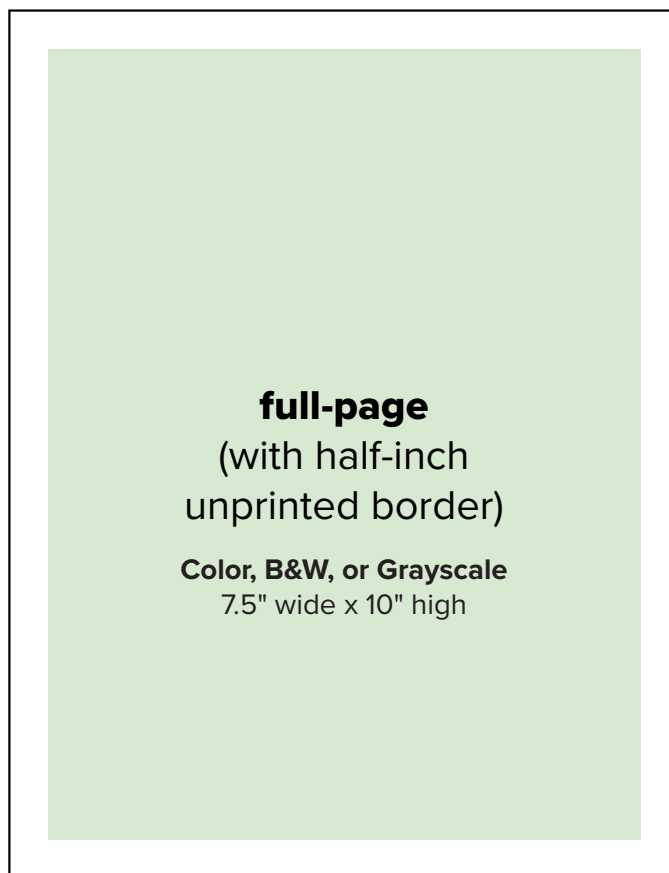 full-page
(with half-inch
unprinted border)
Color, B&W, or Grayscale
7.5" wide x 10" high